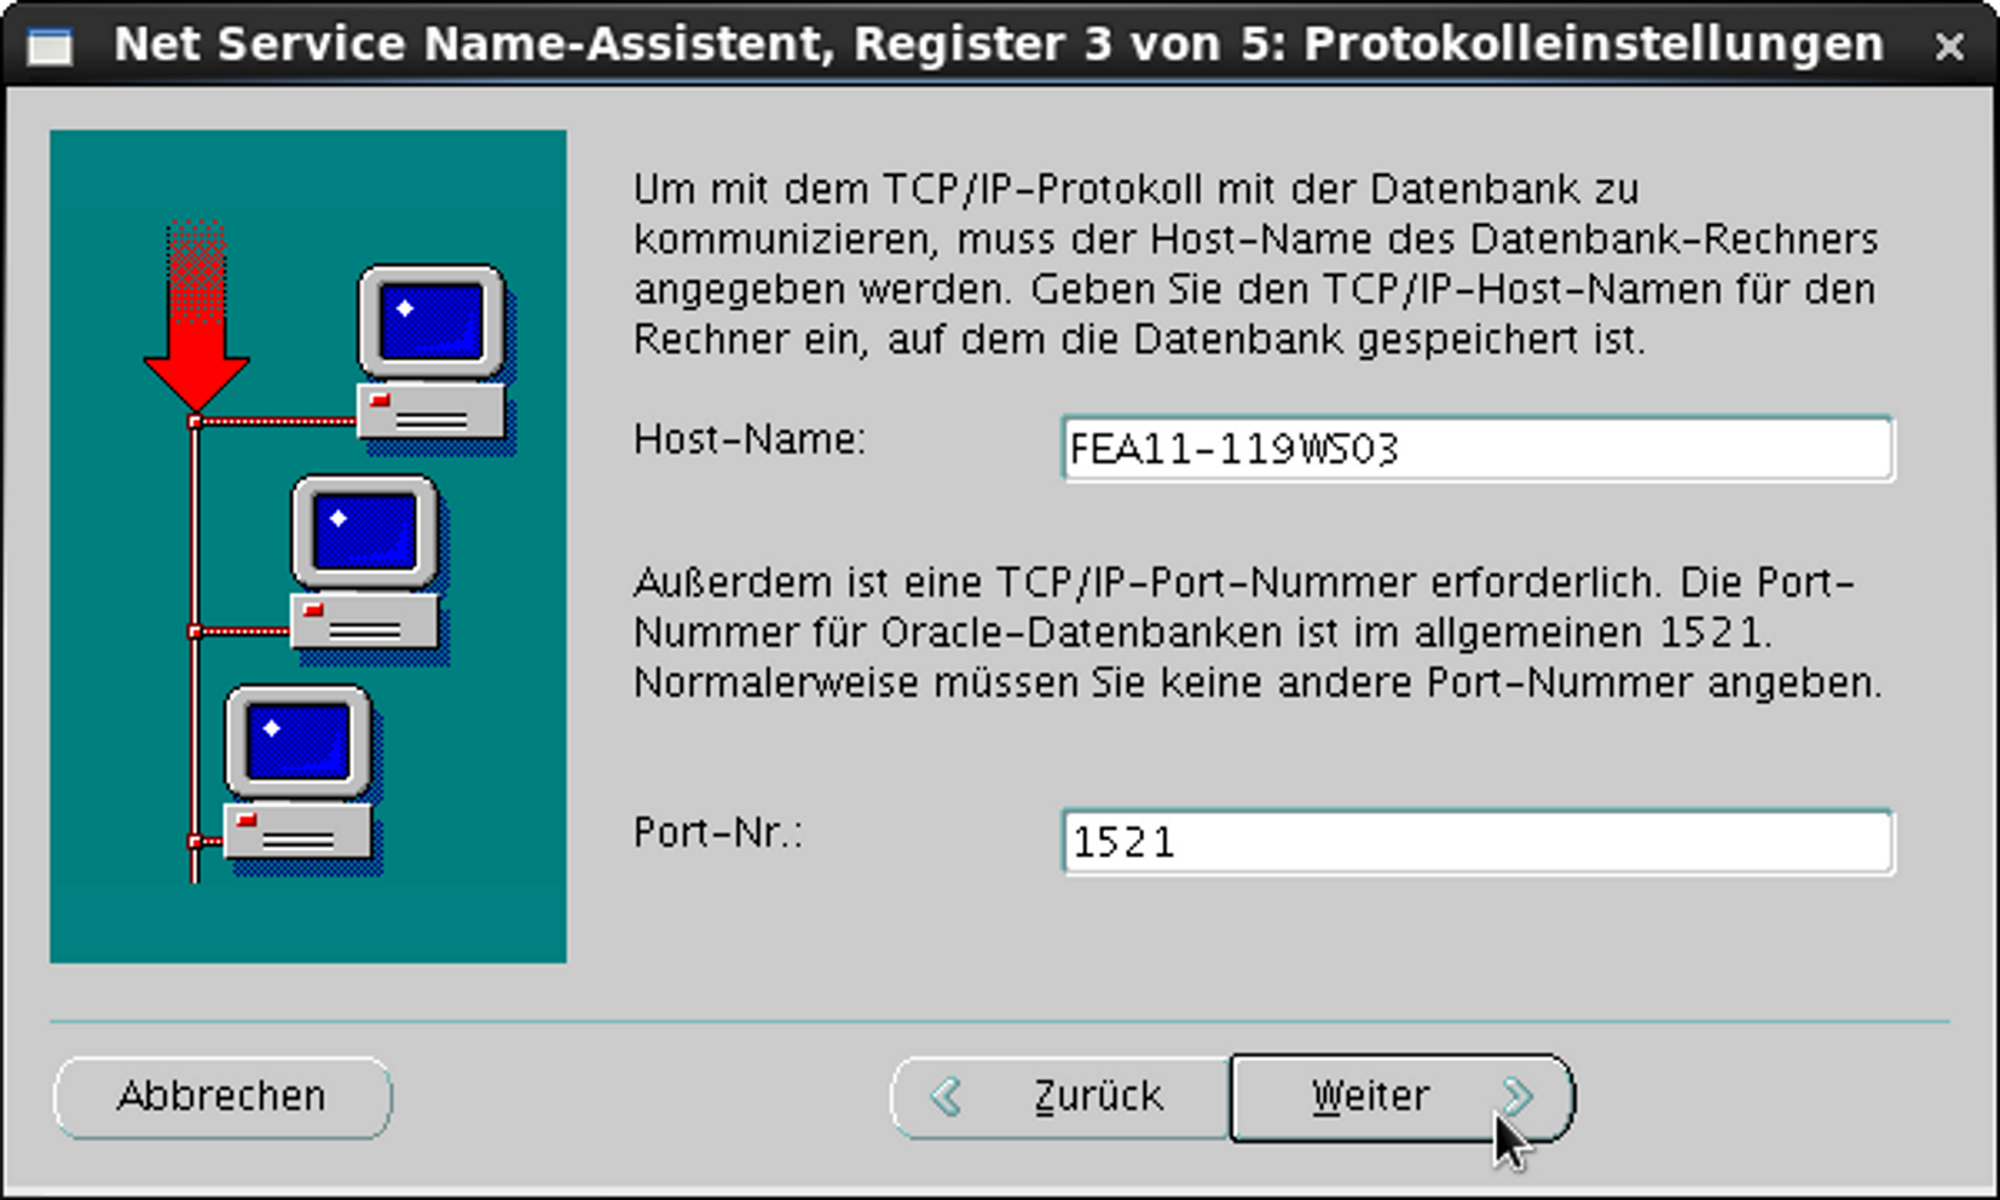 Net Service Name-Assistent, Register 3 von 5: Protokolleinstellungen
Um mit dem TCP/IP-Protokoll mit der Datenbank zu
kommunizieren, muss der Host-Name des Datenbank-Rechners
angegeben werden. Geben Sie den TCP/IP-Host-Namen für den
Rechner ein, auf dem die Datenbank gespeichert ist.
Host-Name: FEA11-119WS03
Außerdem ist eine TCP/IP-Port-Nummer erforderlich. Die Port-
Nummer für Oracle-Datenbanken ist im allgemeinen 1521.
Normalerweise müssen Sie keine andere Port-Nummer angeben.
Port-Nr.: 1521
Abbrechen Zurück Weiter